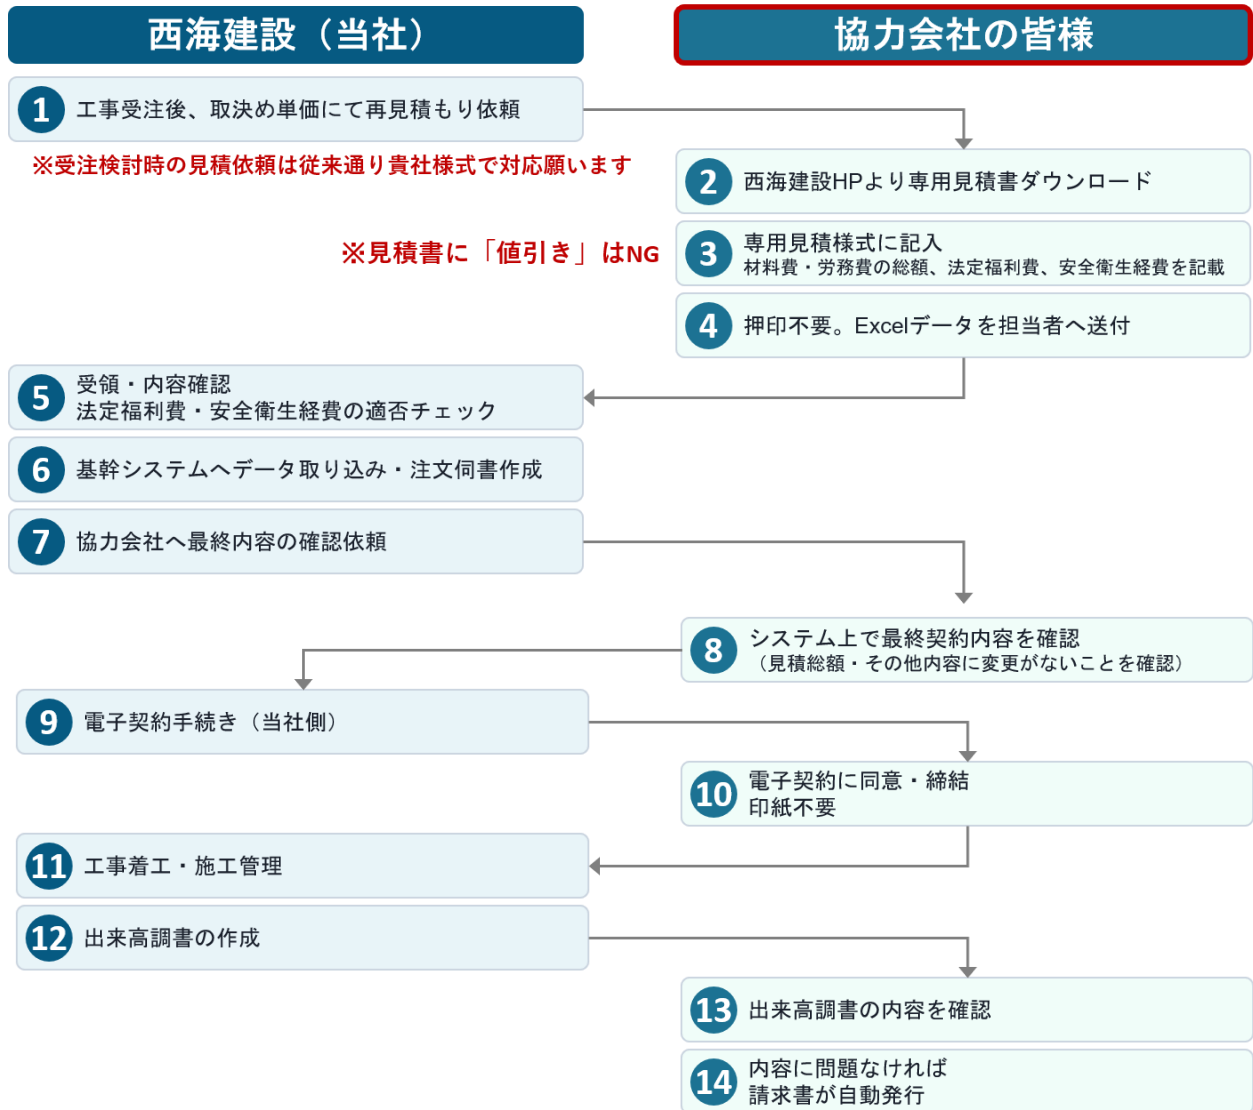 西海建設（当社）
協力会社の皆様
1 工事受注後、取決め単価にて再見積もり依頼
※受注検討時の見積依頼は従来通り貴社様式で対応願います
2 西海建設HPより専用見積書ダウンロード
※見積書に「値引き」はNG
3 専用見積様式に記入
材料費・労務費の総額、法定福利費、安全衛生経費を記載
4 押印不要。Excelデータを担当者へ送付
5 受領・内容確認
法定福利費・安全衛生経費の適否チェック
6 基幹システムへデータ取り込み・注文伺書作成
7 協力会社へ最終内容の確認依頼
8 システム上で最終契約内容を確認
（見積総額・その他内容に変更がないことを確認）
9 電子契約手続き（当社側）
10 電子契約に同意・締結
印紙不要
11 工事着工・施工管理
12 出来高調書の作成
13 出来高調書の内容を確認
14 内容に問題なければ
請求書が自動発行